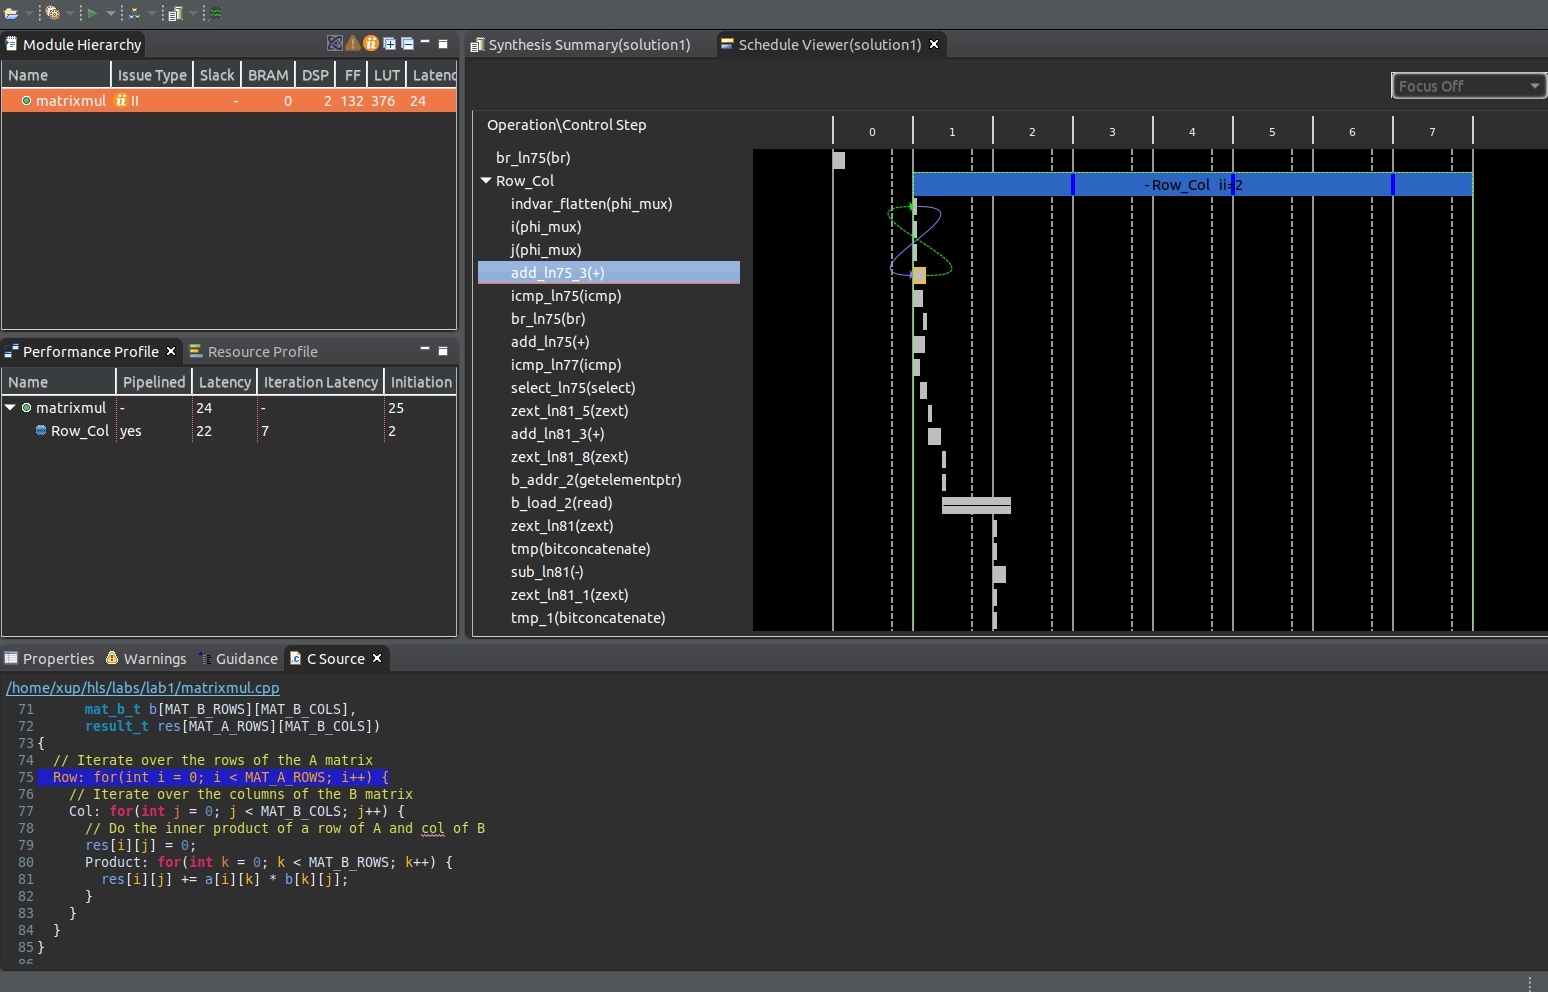 Module Hierarchy
Name Issue Type Slack BRAM DSP FF LUT Latenc
matrixmul II - 0 2 132 376 24
Performance Profile Resource Profile
Name Pipelined Latency Iteration Latency Initiation
matrixmul - 24 - 25
Row_Col yes 22 7 2
Synthesis Summary(solution1) Schedule Viewer(solution1)
Focus Off
Operation\Control Step 0 1 2 3 4 5 6 7
br_ln75(br)
Row_Col -Row_Col ii=2
indvar_flatten(phi_mux)
i(phi_mux)
j(phi_mux)
add_ln75_3(+)
icmp_ln75(icmp)
br_ln75(br)
add_ln75(+)
icmp_ln77(icmp)
select_ln75(select)
zext_ln81_5(zext)
add_ln81_3(+)
zext_ln81_8(zext)
b_addr_2(getelementptr)
b_load_2(read)
zext_ln81(zext)
tmp(bitconcatenate)
sub_ln81(-)
zext_ln81_1(zext)
tmp_1(bitconcatenate)
Properties Warnings Guidance C Source
/home/xup/hls/labs/lab1/matrixmul.cpp
71 mat_b_t b[MAT_B_ROWS][MAT_B_COLS],
72 result_t res[MAT_A_ROWS][MAT_B_COLS])
73 {
74 // Iterate over the rows of the A matrix
75 Row: for(int i = 0; i < MAT_A_ROWS; i++) {
76 // Iterate over the columns of the B matrix
77 Col: for(int j = 0; j < MAT_B_COLS; j++) {
78 // Do the inner product of a row of A and col of B
79 res[i][j] = 0;
80 Product: for(int k = 0; k < MAT_B_ROWS; k++) {
81 res[i][j] += a[i][k] * b[k][j];
82 }
83 }
84 }
85 }
86